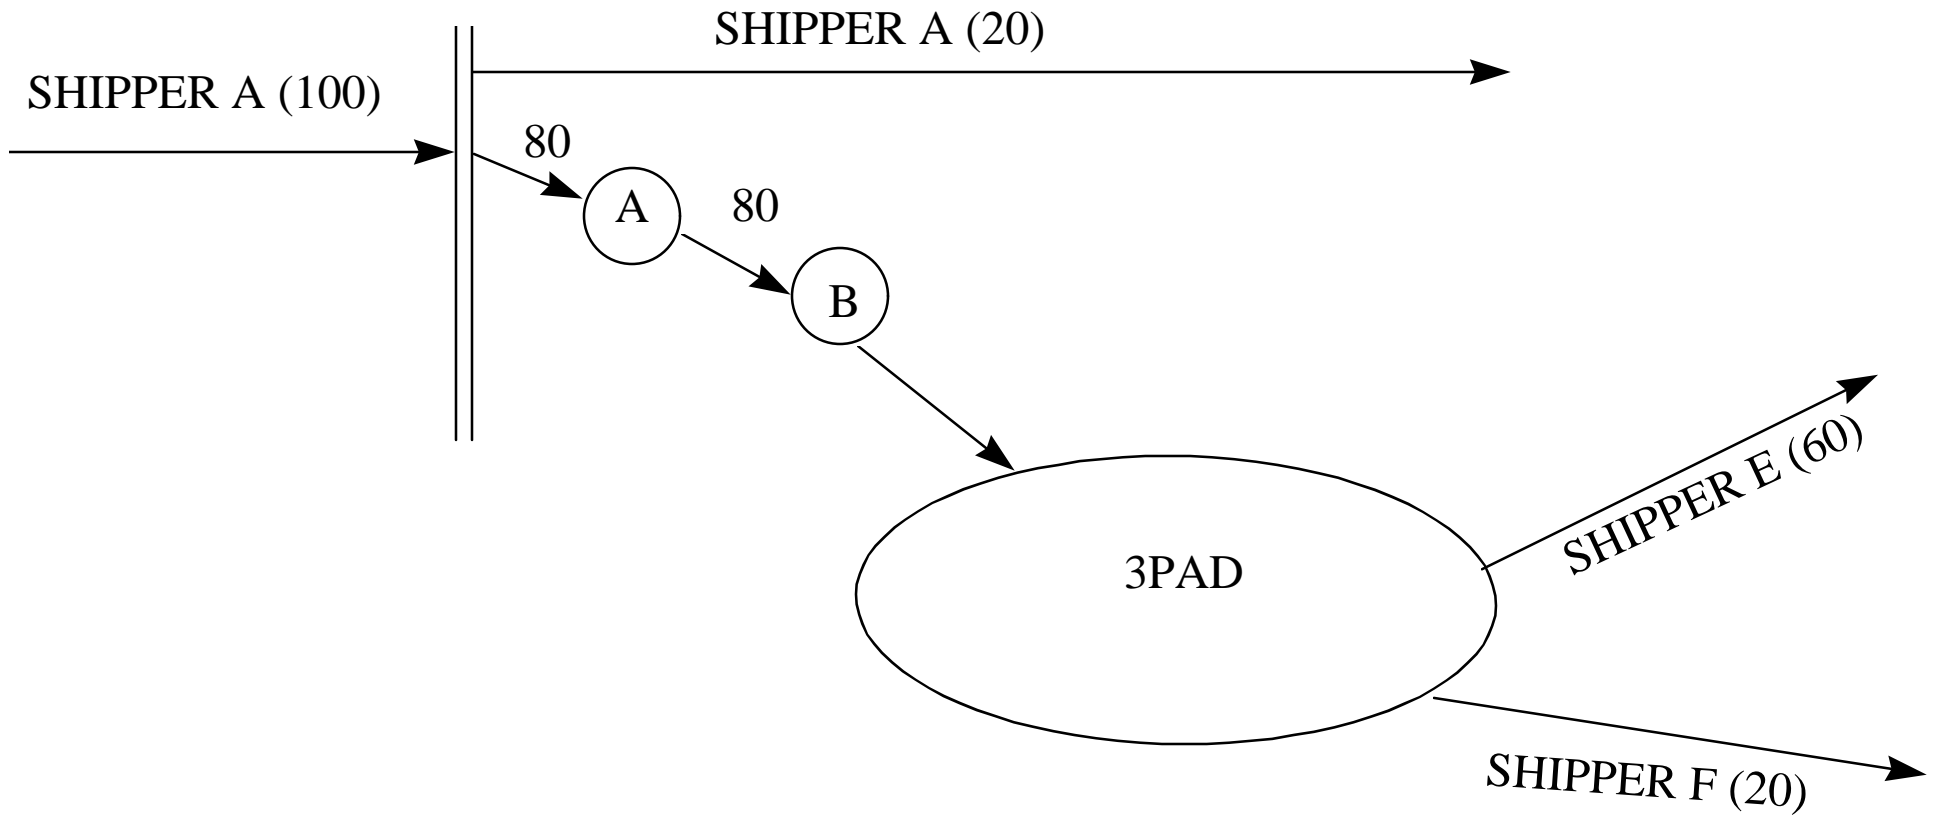 SHIPPER A (20)
SHIPPER A (100)
80
A
80
B
SHIPPER E (60)
3PAD
SHIPPER F (20)